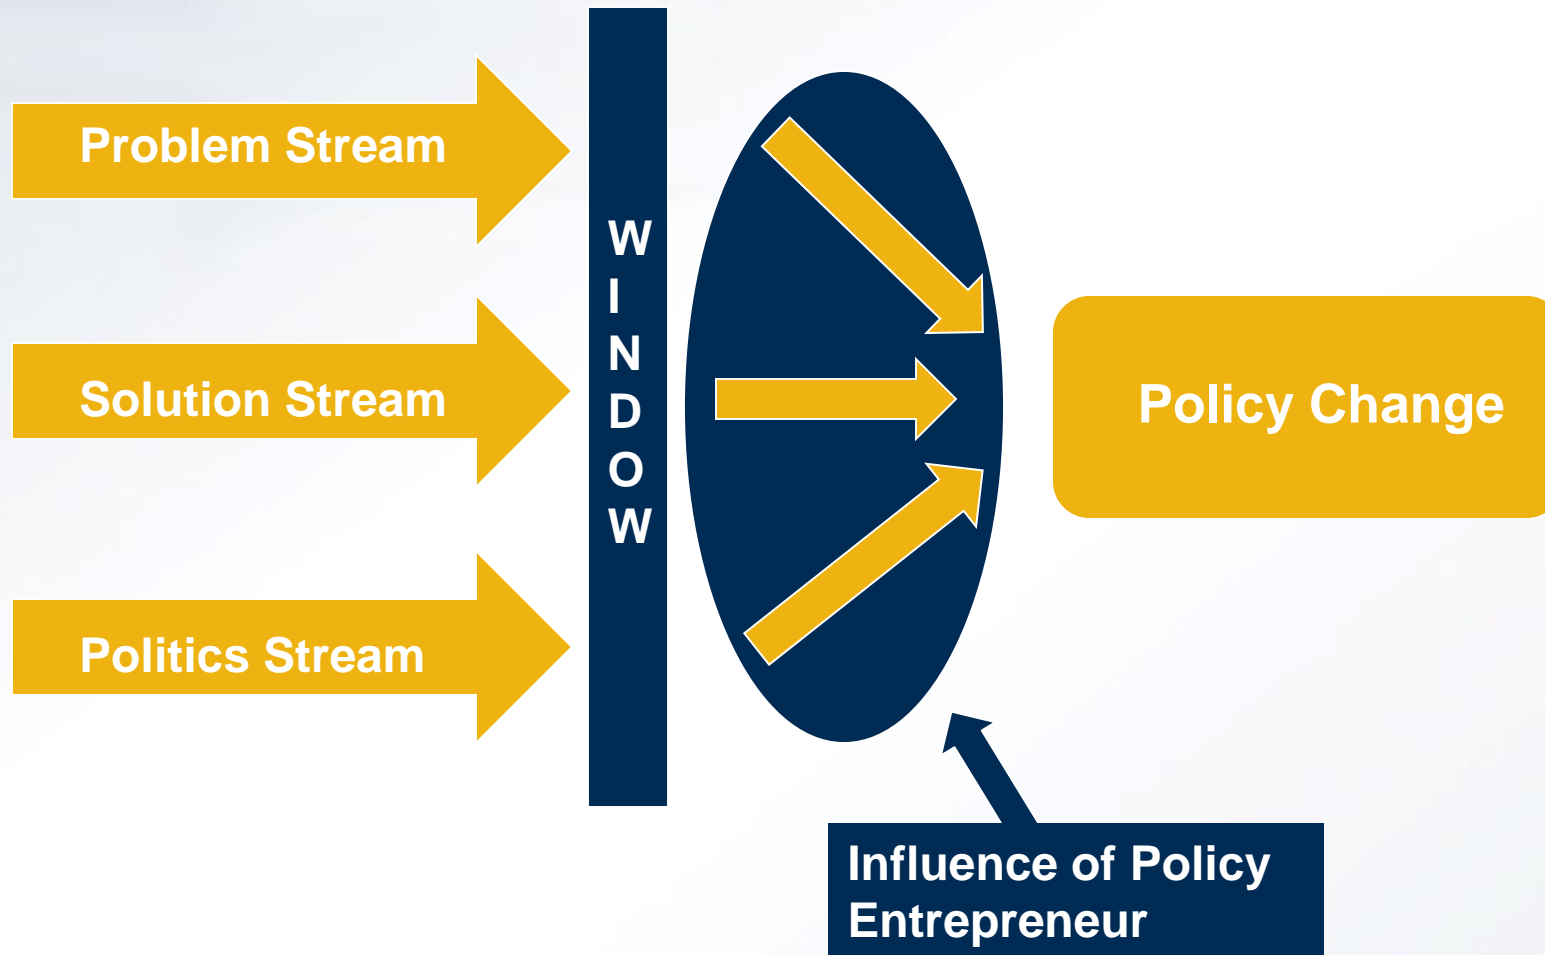 Problem Stream
Solution Stream
Politics Stream
W
I
N
D
O
W
Policy Change
Influence of Policy
Entrepreneur